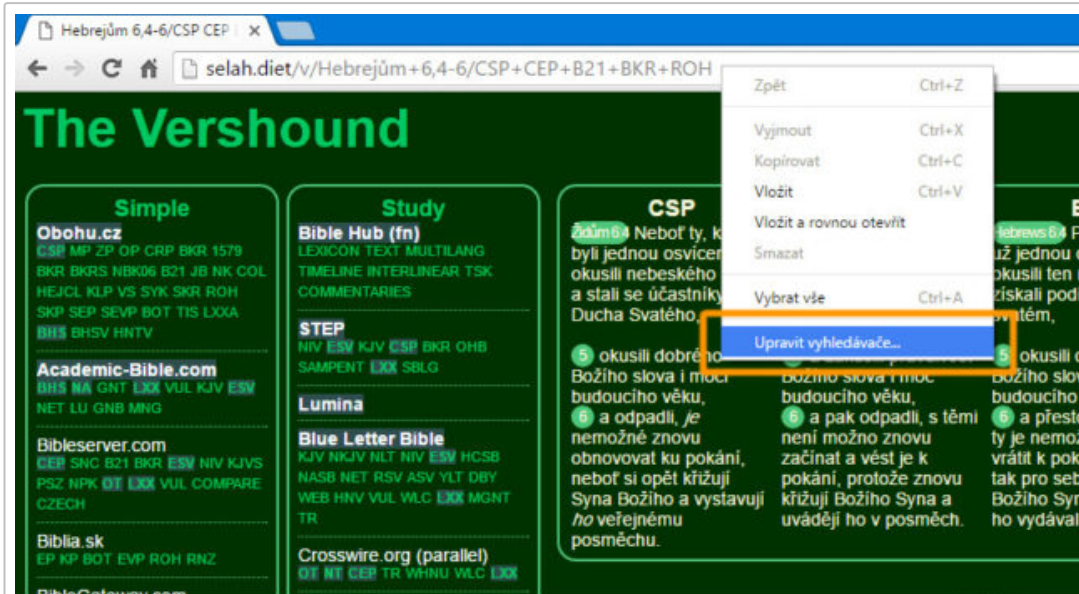 Hebrejům 6,4-6/CSP CEP
selah.diet/v/Hebrejům+6,4-6/CSP+CEP+B21+BKR+ROH
The Vershound
Simple
Obohu.cz
CSP MP ZP OP CRP BKR 1579
BKR BKRS NBK06 B21 JB NK COL
HEJCL KLP VS SYK SKR ROH
SKP SEP SEVP BOT TIS LXXA
BHS BHSV HNTV
Academic-Bible.com
BHS NA GNT LXX VUL KJV ESV
NET LU GNB MNG
Bibleserver.com
CEP SNC B21 BKR ESV NIV KJVS
PSZ NPK OT LXX VUL COMPARE
CZECH
Biblia.sk
EP KP BOT EVP ROH RNZ
BibleGateway.com
Study
Bible Hub (fn)
LEXICON TEXT MULTILANG
TIMELINE INTERLINEAR TSK
COMMENTARIES
STEP
NIV ESV KJV CSP BKR OHB
SAMPENT LXX SBLG
Lumina
Blue Letter Bible
KJV NKJV NLT NIV ESV HCSB
NASB NET RSV ASV YLT DBY
WEB HNV VUL WLC LXX MGNT
TR
Crosswire.org (parallel)
OT NT CEP TR WHNU WLC LXX
CSP
Židům 6:4 Neboť ty, k
byli jednou osvícen
okusili nebeského
a stali se účastníky
Ducha Svatého,
5 okusili dobrého
Božího slova i moci
budoucího věku,
6 a odpadli, je
nemožné znovu
obnovovat ku pokání,
neboť si opět křižují
Syna Božího a vystavují
ho veřejnému
posměchu.
Zpět Ctrl+Z
Vyjmout Ctrl+X
Kopírovat Ctrl+C
Vložit Ctrl+V
Vložit a rovnou otevřít
Smazat
Vybrat vše Ctrl+A
Upravit vyhledávače...
Božího slova i moc
budoucího věku,
6 a pak odpadli, s těmi
není možno znovu
začínat a vést je k
pokání, protože znovu
křižují Božího Syna a
uvádějí ho v posměch.
Hebrews 6:4 P
už jednou
okusili ten
získali podí
svatém,
5 okusili
Božího slov
budoucího
6 a přesto
ty je nemož
vrátit k pok
tak pro seb
Božího Syn
ho vydával